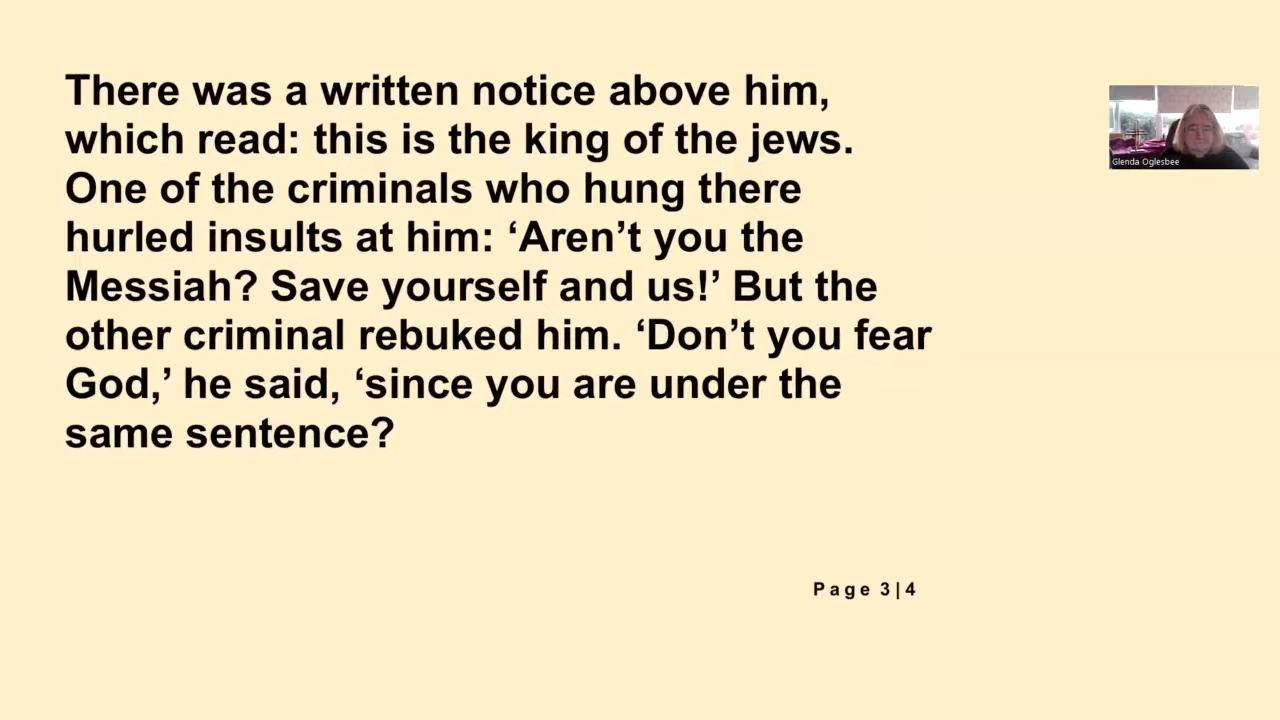 There was a written notice above him,
which read: this is the king of the jews.
One of the criminals who hung there
hurled insults at him: ‘Aren’t you the
Messiah? Save yourself and us!’ But the
other criminal rebuked him. ‘Don’t you fear
God,’ he said, ‘since you are under the
same sentence?
Glenda Oglesbee
Page 3|4